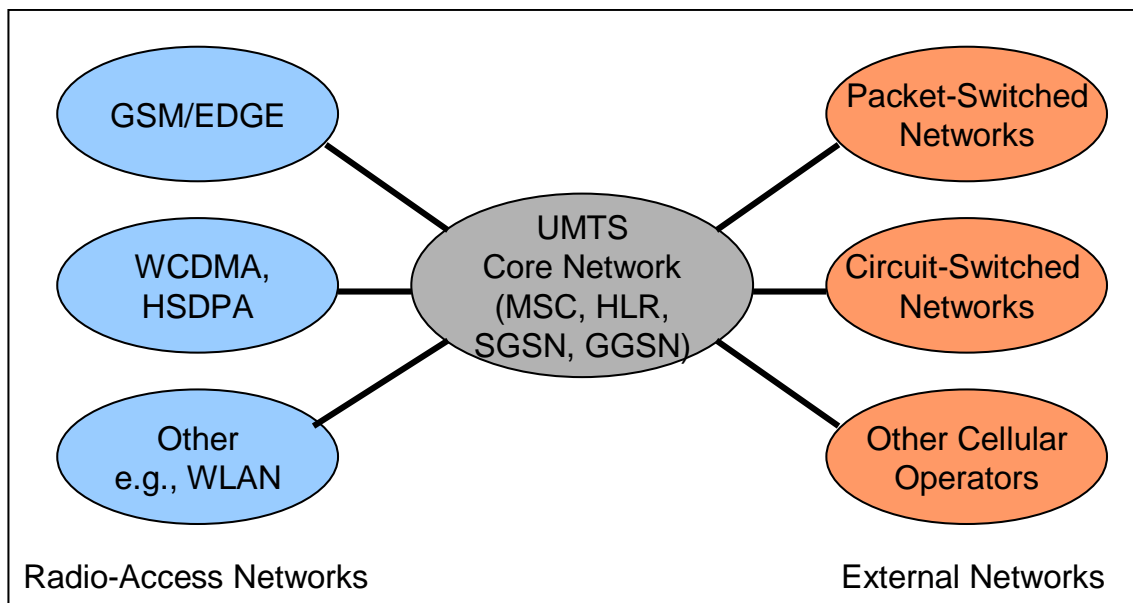 GSM/EDGE
WCDMA,
HSDPA
Other
e.g., WLAN
Radio-Access Networks
UMTS
Core Network
(MSC, HLR,
SGSN, GGSN)
Packet-Switched
Networks
Circuit-Switched
Networks
Other Cellular
Operators
External Networks